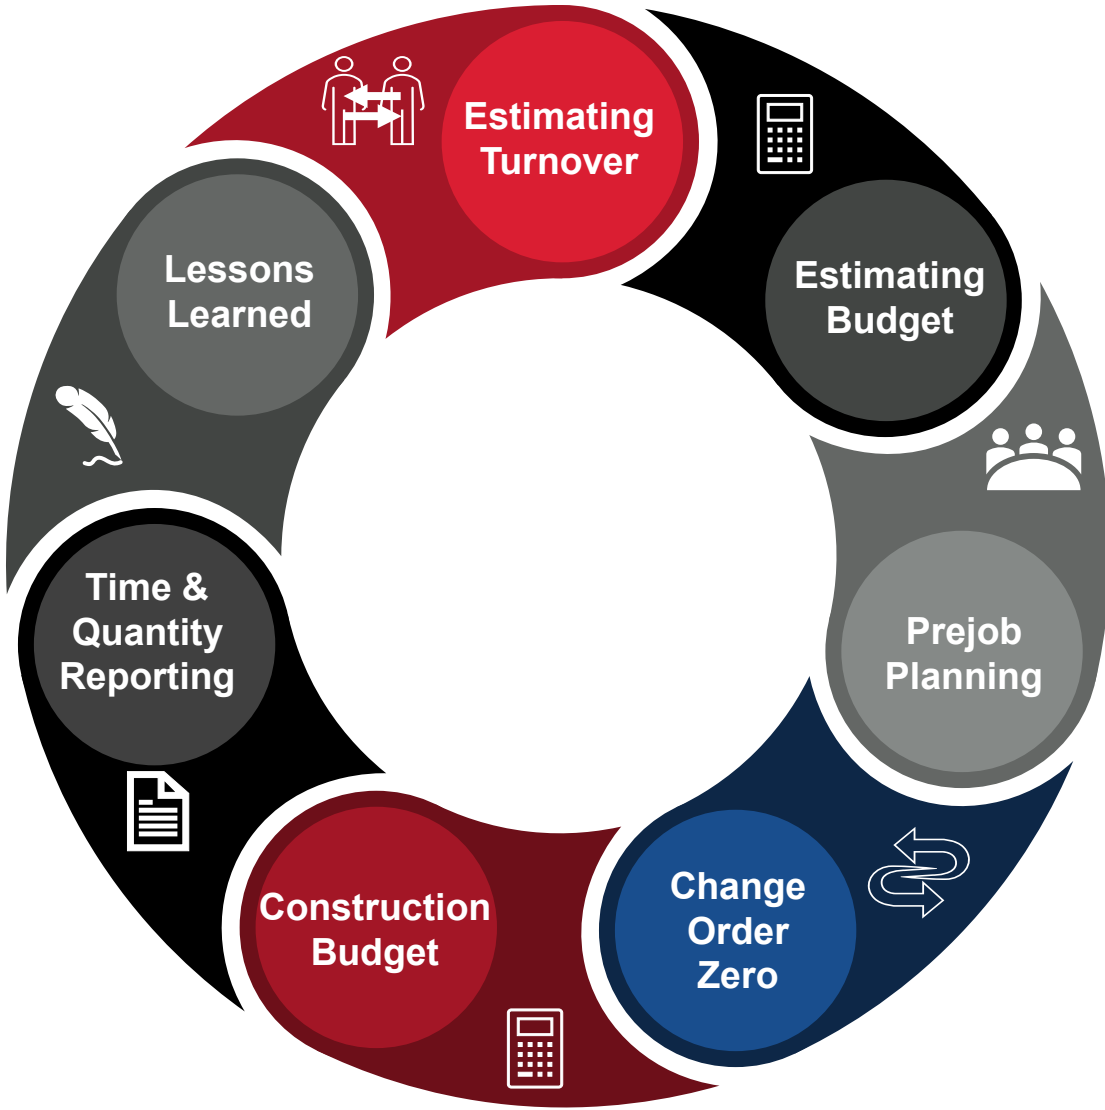 Estimating
Turnover
Estimating
Budget
Prejob
Planning
Change
Order
Zero
Construction
Budget
Time &
Quantity
Reporting
Lessons
Learned